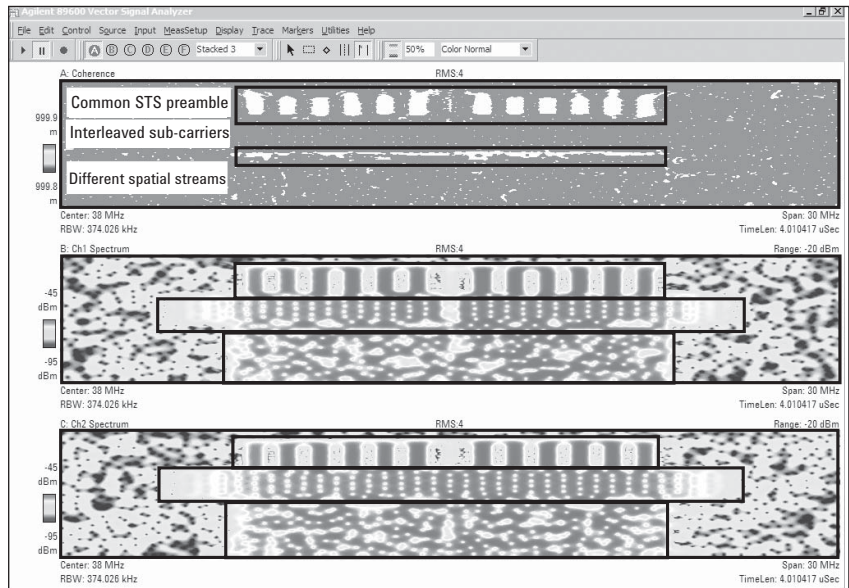 Agilent 89600 Vector Signal Analyzer
File Edit Control Source Input MeasSetup Display Trace Markers Utilities Help
A B C D E F Stacked 3 50% Color Normal
A: Coherence RMS:4
Common STS preamble
999.9
m
Interleaved sub-carriers
Different spatial streams
999.8
m
Center: 38 MHz Span: 30 MHz
RBW: 374.026 kHz TimeLen: 4.010417 uSec
B: Ch1 Spectrum RMS:4 Range: -20 dBm
-45
dBm
-95
dBm
Center: 38 MHz Span: 30 MHz
RBW: 374.026 kHz TimeLen: 4.010417 uSec
C: Ch2 Spectrum RMS:4 Range: -20 dBm
-45
dBm
-95
dBm
Center: 38 MHz Span: 30 MHz
RBW: 374.026 kHz TimeLen: 4.010417 uSec